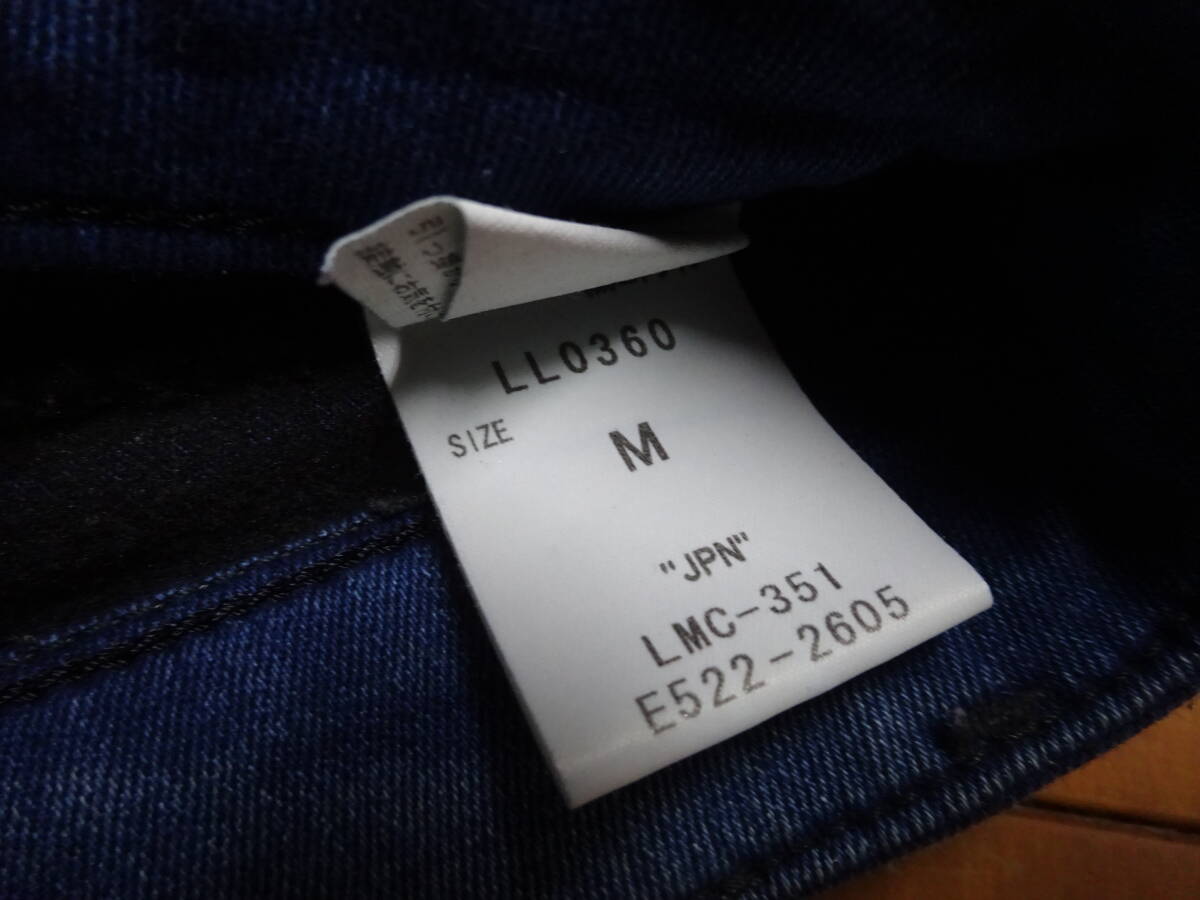 LL0360
SIZE M
"JPN"
LMC-351
E522-2605